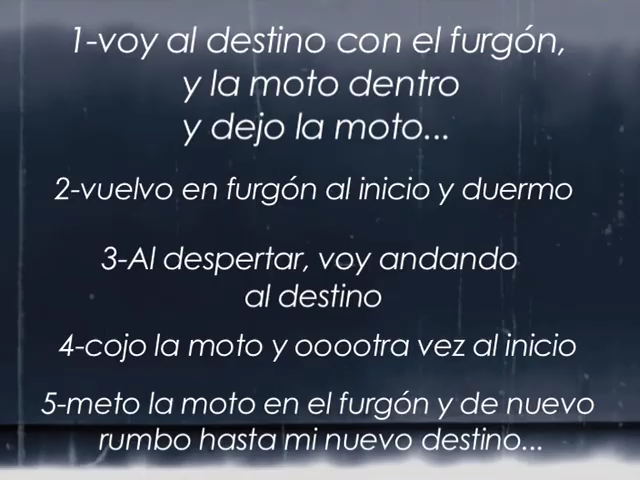 1-voy al destino con el furgón,
y la moto dentro
y dejo la moto...
2-vuelvo en furgón al inicio y duermo
3-Al despertar, voy andando
al destino
4-cojo la moto y ooootra vez al inicio
5-meto la moto en el furgón y de nuevo
rumbo hasta mi nuevo destino...